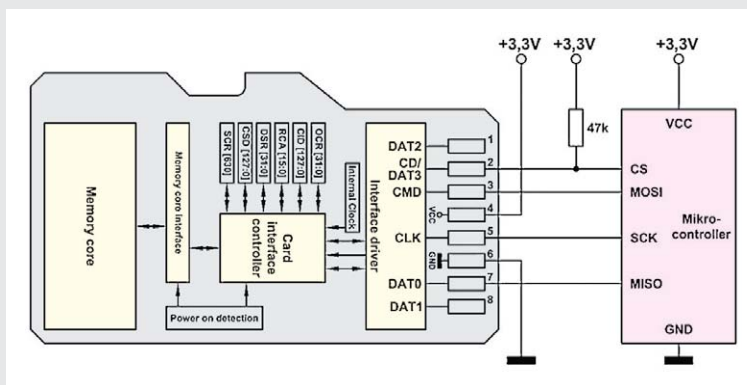 +3,3V
+3,3V
+3,3V
47k
VCC
CS
MOSI
Mikro-
controller
SCK
MISO
GND
Memory core
Memory core interface
SCR [630]
CSD [127:0]
DSR [31:0]
RCA [15:0]
CID [127:0]
OCR [31:0]
Internal Clock
Card
interface
controller
Power on detection
Interface driver
DAT2
CD/
DAT3
CMD
VCC
CLK
GND
DAT0
DAT1
1
2
3
4
5
6
7
8